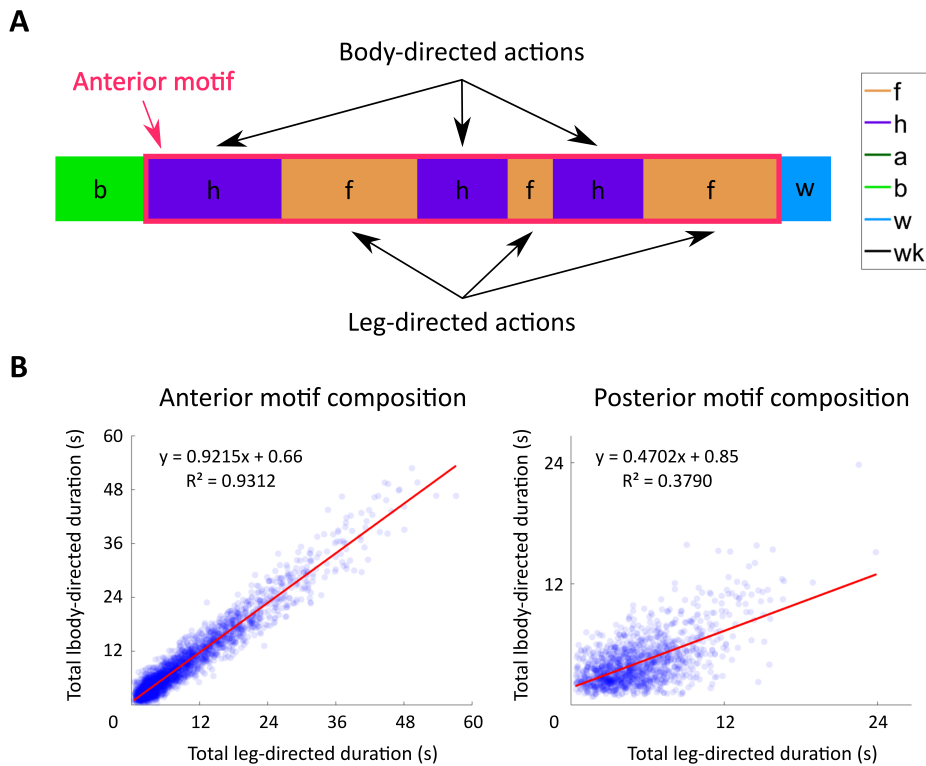 A
Body-directed actions
Anterior motif
b h f h f h f w
f
h
a
b
w
wk
Leg-directed actions
B
Anterior motif composition
Total lbody-directed duration (s)
60
48
36
24
12
0
y = 0.9215x + 0.66
R² = 0.9312
12 24 36 48 60
Total leg-directed duration (s)
Posterior motif composition
Total lbody-directed duration (s)
24
12
0
y = 0.4702x + 0.85
R² = 0.3790
12 24
Total leg-directed duration (s)